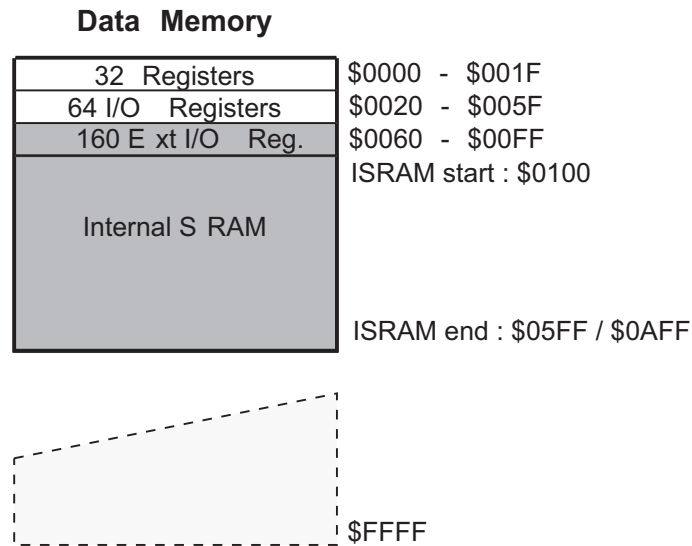 Data Memory
32 Registers
$0000 - $001F
64 I/O Registers
$0020 - $005F
160 E xt I/O Reg.
$0060 - $00FF
ISRAM start : $0100
Internal S RAM
ISRAM end : $05FF / $0AFF
$FFFF